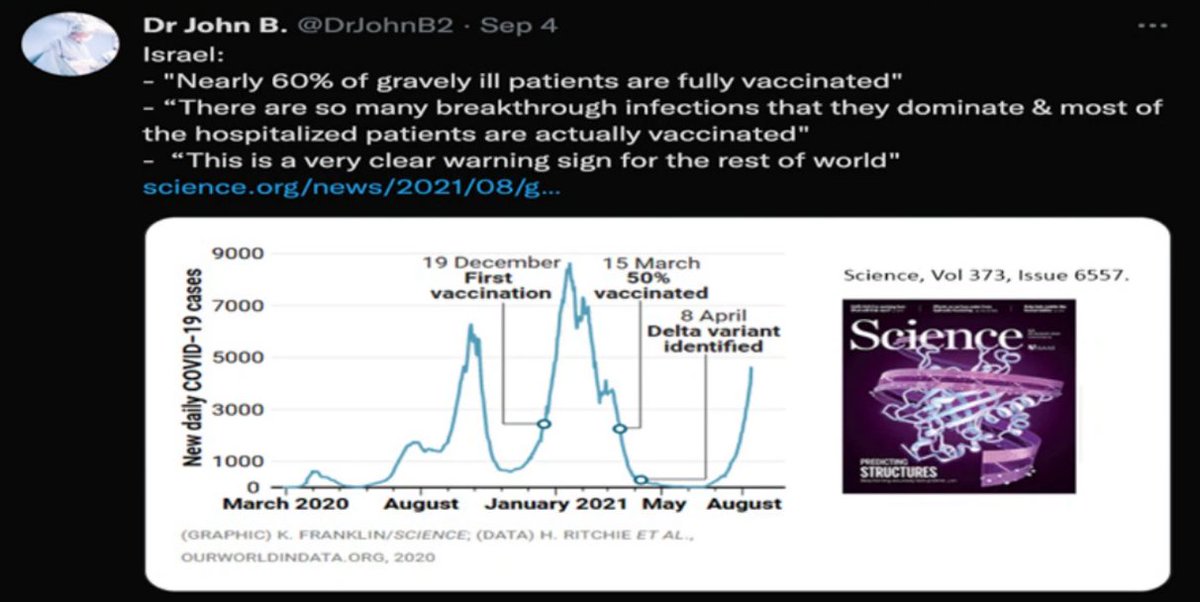 Dr John B. @DrJohnB2 · Sep 4
Israel:
- "Nearly 60% of gravely ill patients are fully vaccinated"
- “There are so many breakthrough infections that they dominate & most of
the hospitalized patients are actually vaccinated"
- “This is a very clear warning sign for the rest of world"
science.org/news/2021/08/g...
New daily COVID-19 cases
9000
7000
5000
3000
1000
0
19 December
First
vaccination
15 March
50%
vaccinated
8 April
Delta variant
identified
March 2020 August January 2021 May August
(GRAPHIC) K. FRANKLIN/SCIENCE; (DATA) H. RITCHIE ET AL.,
OURWORLDINDATA.ORG, 2020
Science, Vol 373, Issue 6557.
Science
PREDICTING
STRUCTURES